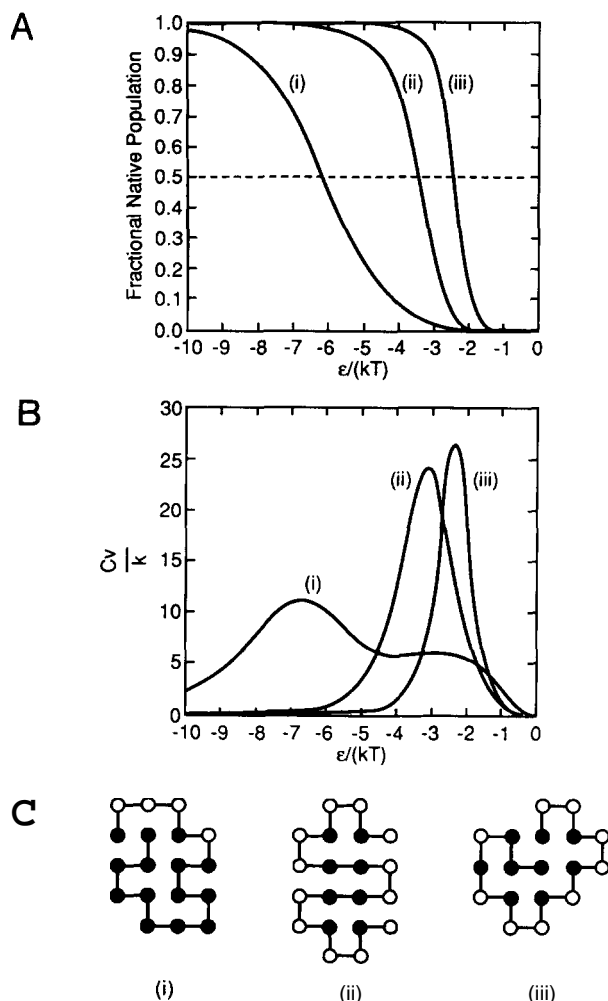 A
Fractional Native Population
1.0
0.9
0.8
0.7
0.6
0.5
0.4
0.3
0.2
0.1
0.0
(i)
(ii)
(iii)
-10 -9 -8 -7 -6 -5 -4 -3 -2 -1 0
ε/(kT)
B
Cv
k
30
25
20
15
10
5
0
(i)
(ii)
(iii)
-10 -9 -8 -7 -6 -5 -4 -3 -2 -1 0
ε/(kT)
C
(i) (ii) (iii)